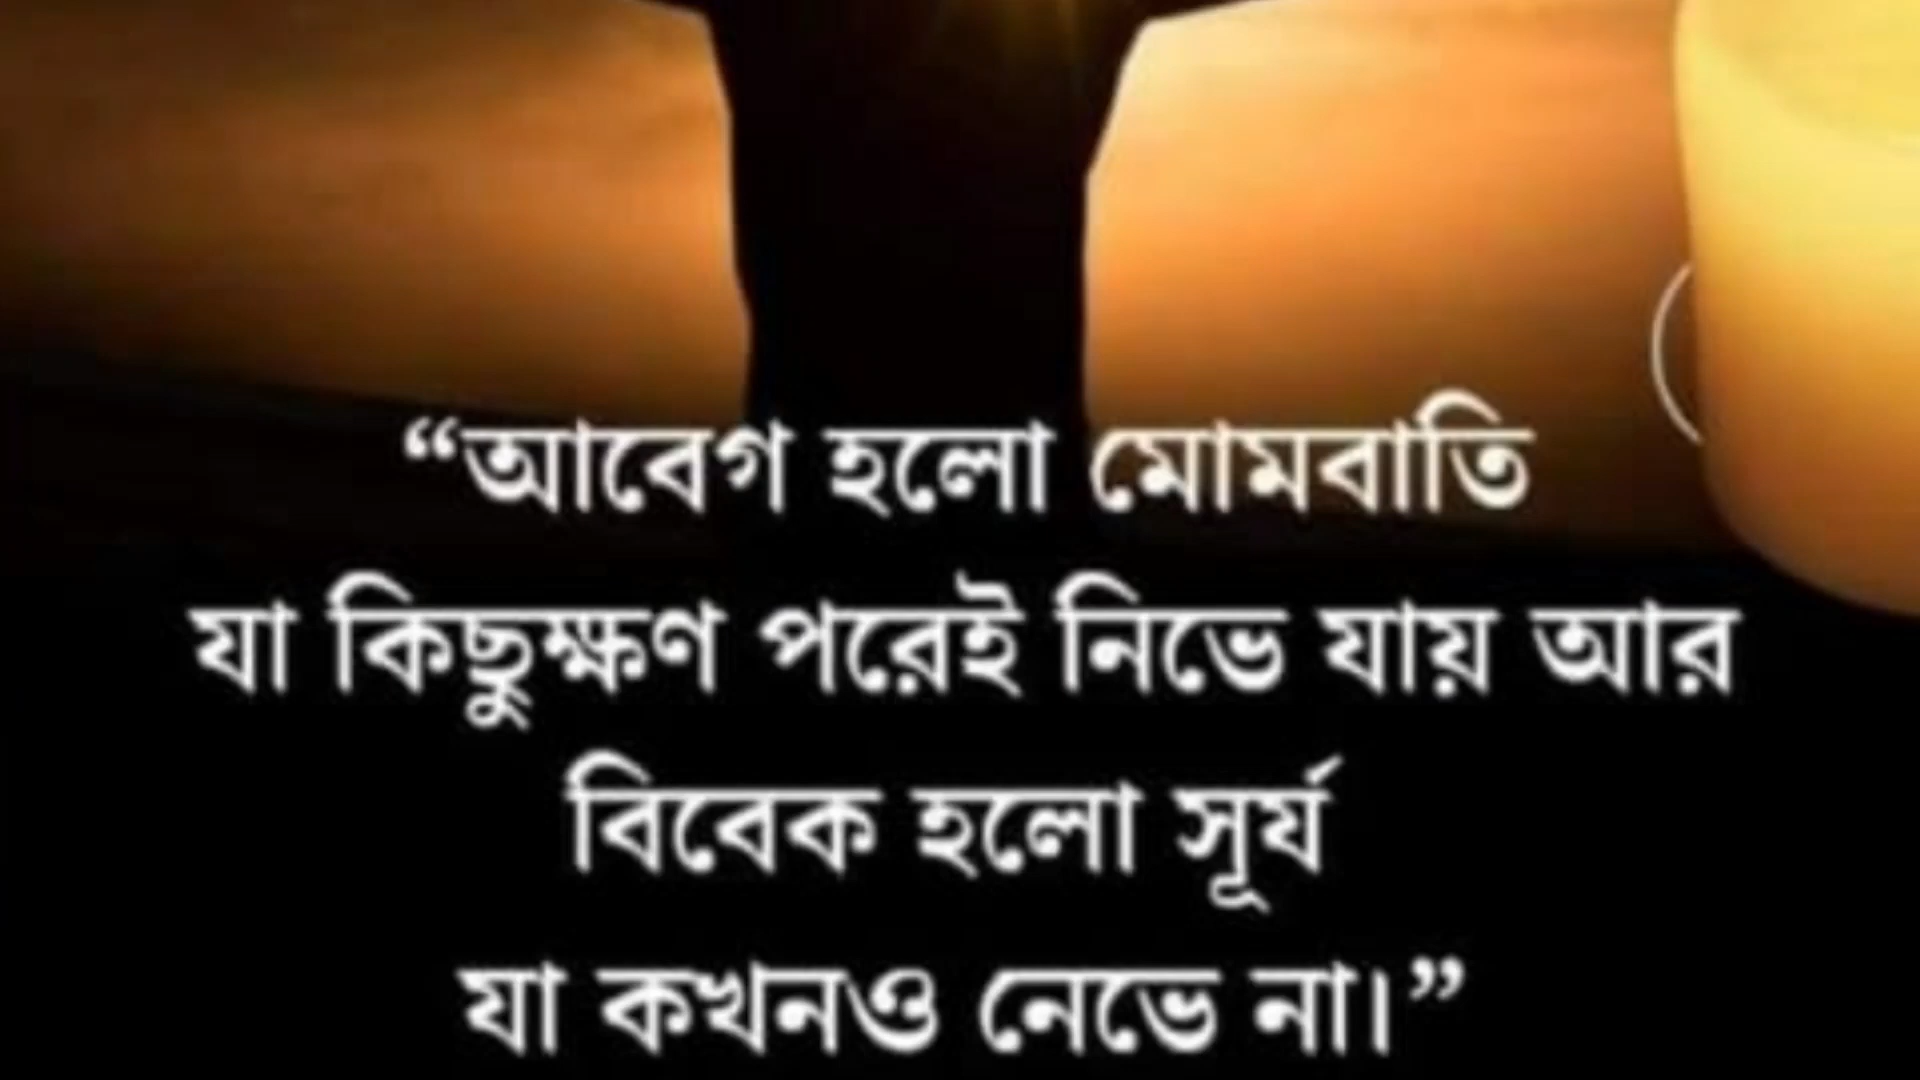 “আবেগ হলো মোমবাতি
যা কিছুক্ষণ পরেই নিভে যায় আর
বিবেক হলো সূর্য
যা কখনও নেভে না।”